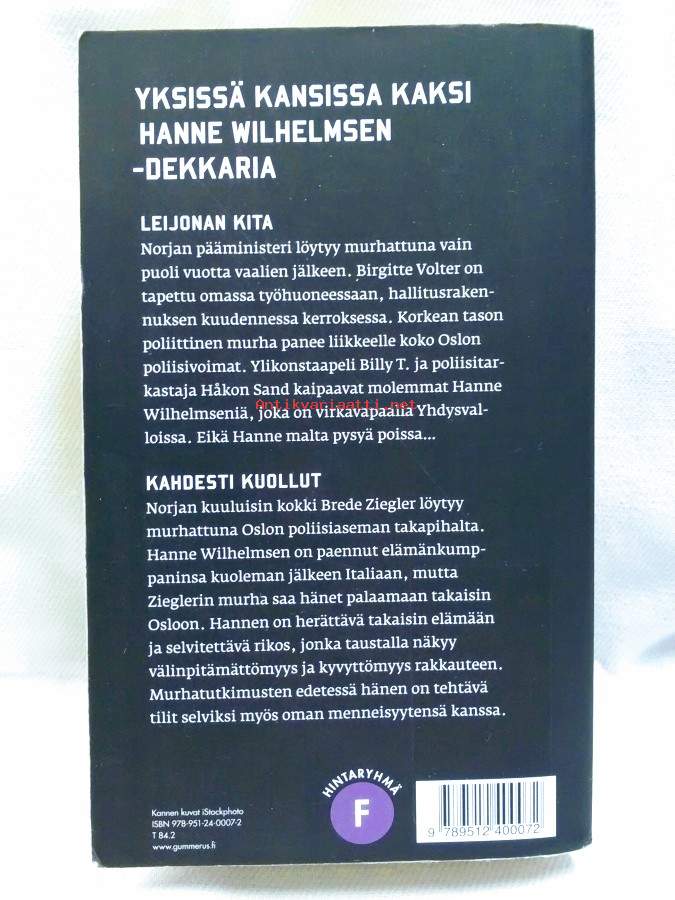 YKSISSÄ KANSISSA KAKSI
HANNE WILHELMSEN
-DEKKARIA
LEIJONAN KITA
Norjan pääministeri löytyy murhattuna vain
puoli vuotta vaalien jälkeen. Birgitte Volter on
tapettu omassa työhuoneessaan, hallitusraken-
nuksen kuudennessa kerroksessa. Korkean tason
poliittinen murha panee liikkeelle koko Oslon
poliisivoimat. Ylikonstaapeli Billy T. ja poliisitar-
kastaja Håkon Sand kaipaavat molemmat Hanne
Antikvariaatti.net
Wilhelmseniä, joka on virkavapaalla Yhdysval-
loissa. Eikä Hanne malta pysyä poissa...
KAHDESTI KUOLLUT
Norjan kuuluisin kokki Brede Ziegler löytyy
murhattuna Oslon poliisiaseman takapihalta.
Hanne Wilhelmsen on paennut elämänkump-
paninsa kuoleman jälkeen Italiaan, mutta
Zieglerin murha saa hänet palaamaan takaisin
Osloon. Hannen on herättävä takaisin elämään
ja selvitettävä rikos, jonka taustalla näkyy
välinpitämättömyys ja kyvyttömyys rakkauteen.
Murhatutkimusten edetessä hänen on tehtävä
tilit selviksi myös oman menneisyytensä kanssa.
Kannen kuvat iStockphoto
ISBN 978-951-24-0007-2
T 84.2
www.gummerus.fi
HINTARYHMÄ
F
9 789512 400072